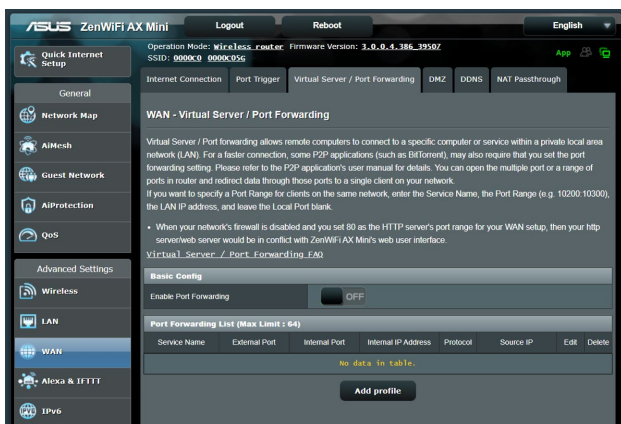 ASUS ZenWiFi AX Mini Logout Reboot English
Operation Mode: Wireless router Firmware Version: 3.0.0.4.386_39507
SSID: 0000C0 0000C05G
App
Quick Internet
Setup
Internet Connection Port Trigger Virtual Server / Port Forwarding DMZ DDNS NAT Passthrough
General
Network Map
AiMesh
Guest Network
AiProtection
QoS
Advanced Settings
Wireless
LAN
WAN
Alexa & IFTTT
IPv6
WAN - Virtual Server / Port Forwarding
Virtual Server / Port forwarding allows remote computers to connect to a specific computer or service within a private local area
network (LAN). For a faster connection, some P2P applications (such as BitTorrent), may also require that you set the port
forwarding setting. Please refer to the P2P application's user manual for details. You can open the multiple port or a range of
ports in router and redirect data through those ports to a single client on your network.
If you want to specify a Port Range for clients on the same network, enter the Service Name, the Port Range (e.g. 10200:10300),
the LAN IP address, and leave the Local Port blank.
• When your network's firewall is disabled and you set 80 as the HTTP server's port range for your WAN setup, then your http
server/web server would be in conflict with ZenWiFi AX Mini's web user interface.
Virtual Server / Port Forwarding FAQ
Basic Config
Enable Port Forwarding OFF
Port Forwarding List (Max Limit : 64)
Service Name External Port Internal Port Internal IP Address Protocol Source IP Edit Delete
No data in table.
Add profile